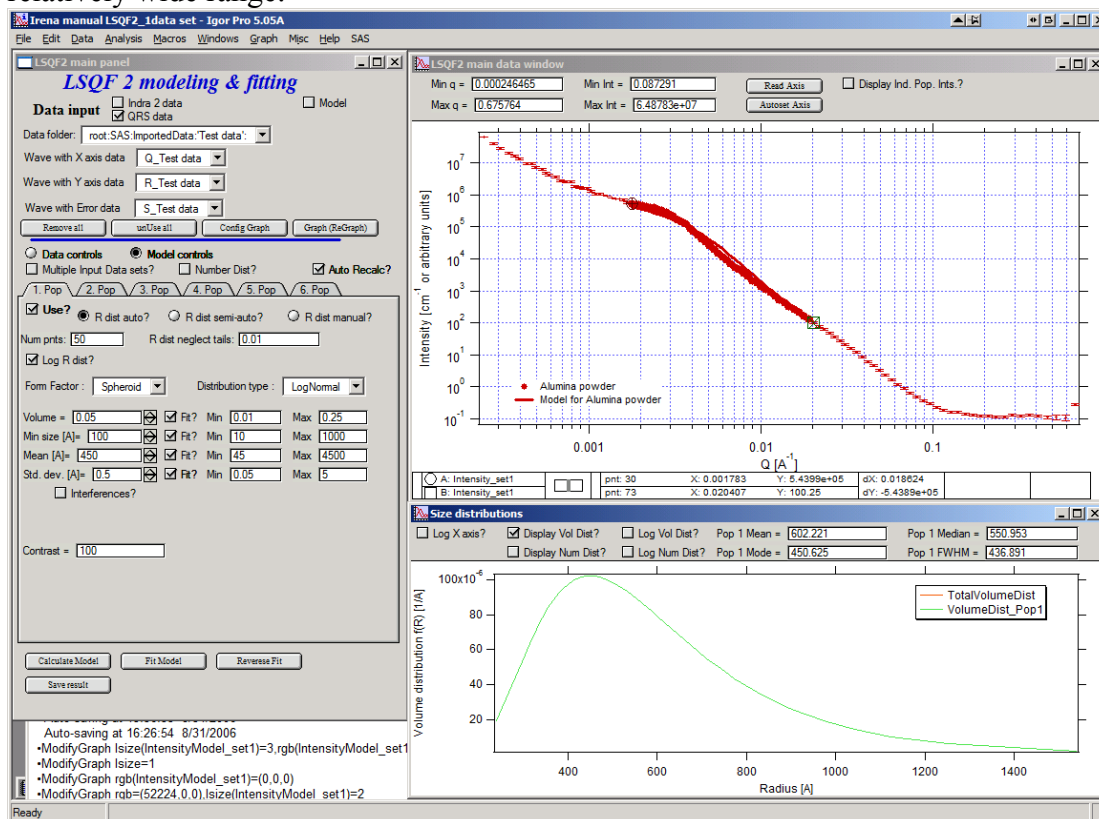 relatively wide range.
Irena manual LSQF2_1data set - Igor Pro 5.05A
File Edit Data Analysis Macros Windows Graph Misc Help SAS
LSQF2 main panel
LSQF 2 modeling & fitting
Data input
Indra 2 data
Model
QRS data
Data folder: root:SAS:ImportedData:'Test data':
Wave with X axis data Q_Test data
Wave with Y axis data R_Test data
Wave with Error data S_Test data
Remove all unUse all Config Graph Graph (ReGraph)
Data controls Model controls
Multiple Input Data sets? Number Dist? Auto Recalc?
1. Pop 2. Pop 3. Pop 4. Pop 5. Pop 6. Pop
Use? R dist auto? R dist semi-auto? R dist manual?
Num pnts: 50 R dist neglect tails: 0.01
Log R dist?
Form Factor : Spheroid Distribution type : LogNormal
Volume = 0.05 Fit? Min 0.01 Max 0.25
Min size [A]= 100 Fit? Min 10 Max 1000
Mean [A]= 450 Fit? Min 45 Max 4500
Std. dev. [A]= 0.5 Fit? Min 0.05 Max 5
Interferences?
Contrast = 100
Calculate Model Fit Model Reverese Fit
Save result
Auto-saving at 16:26:54 8/31/2006
•ModifyGraph lsize(IntensityModel_set1)=3,rgb(IntensityModel_set1
•ModifyGraph lsize=1
•ModifyGraph rgb(IntensityModel_set1)=(0,0,0)
•ModifyGraph rgb=(52224,0,0),lsize(IntensityModel_set1)=2
Ready
LSQF2 main data window
Min q = 0.000246465 Min Int = 0.087291 Read Axis Display Ind. Pop. Ints.?
Max q = 0.675764 Max Int = 6.48783e+07 Autoset Axis
Intensity [cm⁻¹ or arbitrary units]
10⁷
10⁶
10⁵
10⁴
10³
10²
10¹
10⁰
10⁻¹
Alumina powder
Model for Alumina powder
0.001 0.01 0.1
Q [A⁻¹]
A: Intensity_set1 pnt: 30 X: 0.001783 Y: 5.4399e+05 dX: 0.018624
B: Intensity_set1 pnt: 73 X: 0.020407 Y: 100.25 dY: -5.4389e+05
Size distributions
Log X axis? Display Vol Dist? Log Vol Dist? Pop 1 Mean = 602.221 Pop 1 Median = 550.953
Display Num Dist? Log Num Dist? Pop 1 Mode = 450.625 Pop 1 FWHM = 436.891
Volume distribution f(R) [1/A]
100x10⁻⁶
80
60
40
20
TotalVolumeDist
VolumeDist_Pop1
400 600 800 1000 1200 1400
Radius [A]